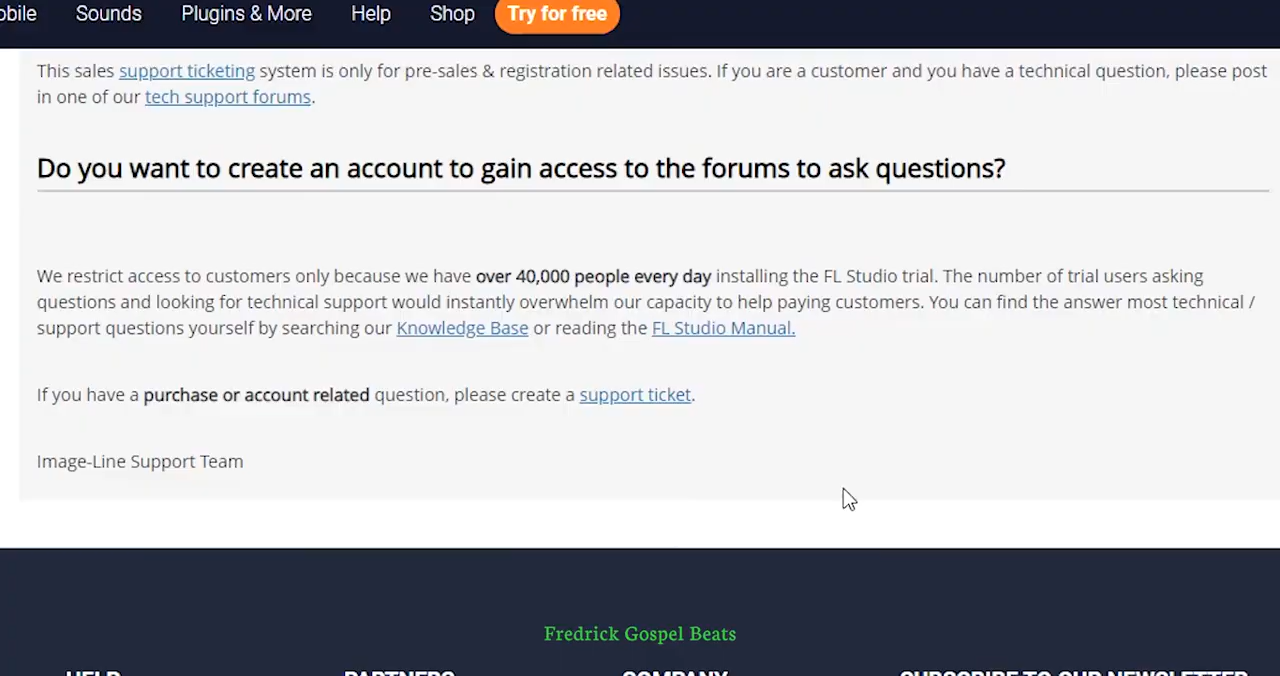 Sounds Plugins & More Help Shop Try for free
This sales support ticketing system is only for pre-sales & registration related issues. If you are a customer and you have a technical question, please post
in one of our tech support forums.
Do you want to create an account to gain access to the forums to ask questions?
We restrict access to customers only because we have over 40,000 people every day installing the FL Studio trial. The number of trial users asking
questions and looking for technical support would instantly overwhelm our capacity to help paying customers. You can find the answer most technical /
support questions yourself by searching our Knowledge Base or reading the FL Studio Manual.
If you have a purchase or account related question, please create a support ticket.
Image-Line Support Team
Fredrick Gospel Beats
HELP PARTNERS COMPANY SUBSCRIBE TO OUR NEWSLETTER